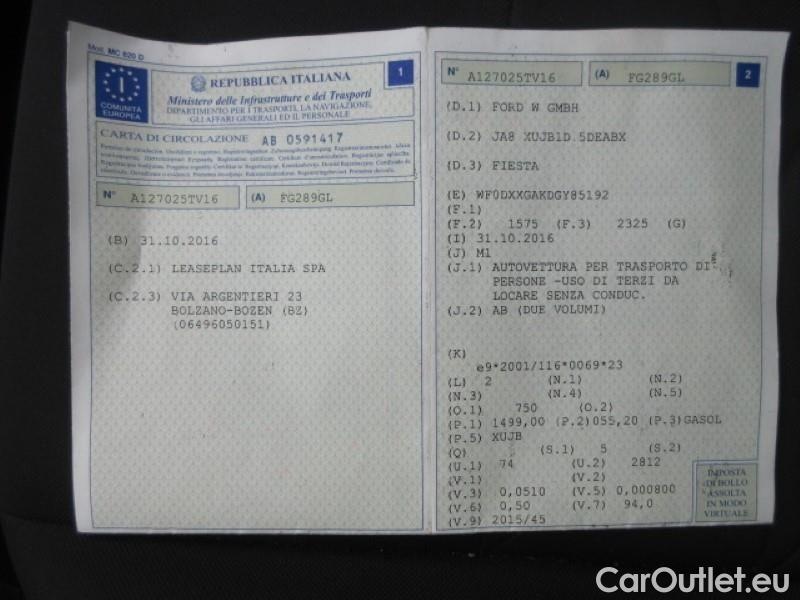 Mod. MC 820 D
COMUNITÀ
EUROPEA
REPUBBLICA ITALIANA
1
Ministero delle Infrastrutture e dei Trasporti
DIPARTIMENTO PER I TRASPORTI, LA NAVIGAZIONE,
GLI AFFARI GENERALI ED IL PERSONALE
CARTA DI CIRCOLAZIONE AB 0591417
N° A127025TV16 (A) FG289GL
(B) 31.10.2016
(C.2.1) LEASEPLAN ITALIA SPA
(C.2.3) VIA ARGENTIERI 23
BOLZANO-BOZEN (BZ)
(06496050151)
N° A127025TV16 (A) FG289GL
2
(D.1) FORD W GMBH
(D.2) JA8 XUJB1D 5DEABX
(D.3) FIESTA
(E) WF0DXXGAKDGY85192
(F.1)
(F.2) 1575 (F.3) 2325 (G)
(I) 31.10.2016
(J) M1
(J.1) AUTOVETTURA PER TRASPORTO DI
PERSONE -USO DI TERZI DA
LOCARE SENZA CONDUC.
(J.2) AB (DUE VOLUMI)
(K)
e9*2001/116*0069*23
(L) 2 (N.1) (N.2)
(N.3) (N.4) (N.5)
(O.1) 750 (O.2)
(P.1) 1499,00 (P.2)055,20 (P.3)GASOL
(P.5) XUJB
(Q) (S.1) 5 (S.2)
(U.1) 74 (U.2) 2812
(V.1) (V.2)
(V.3) 0,0510 (V.5) 0,000800
(V.6) 0,50 (V.7) 94,0
(V.9) 2015/45
IMPOSTA
DI BOLLO
ASSOLTA
IN MODO
VIRTUALE
CarOutlet.eu